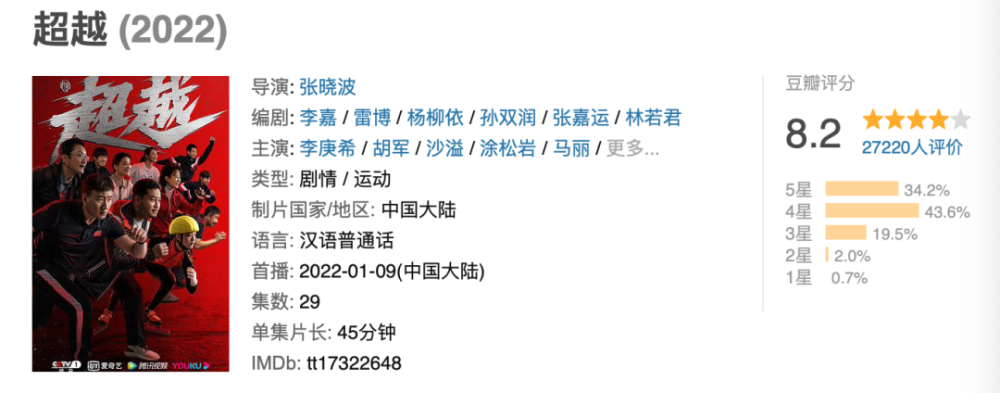 超越 (2022)
超越
CCTV 1
爱奇艺
腾讯视频
YOUKU
导演: 张晓波
编剧: 李嘉 / 雷博 / 杨柳依 / 孙双润 / 张嘉运 / 林若君
主演: 李庚希 / 胡军 / 沙溢 / 涂松岩 / 马丽 / 更多...
类型: 剧情 / 运动
制片国家/地区: 中国大陆
语言: 汉语普通话
首播: 2022-01-09(中国大陆)
集数: 29
单集片长: 45分钟
IMDb: tt17322648
豆瓣评分
8.2
27220人评价
5星 34.2%
4星 43.6%
3星 19.5%
2星 2.0%
1星 0.7%